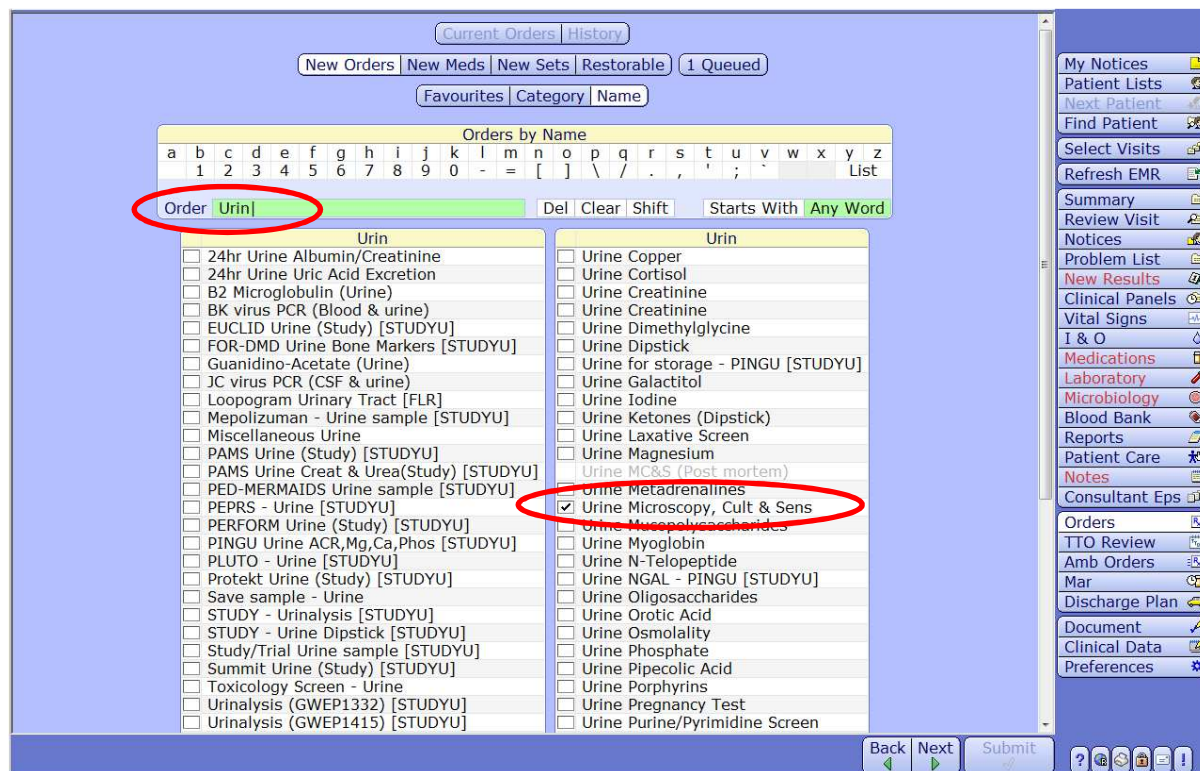 Current Orders History
New Orders New Meds New Sets Restorable 1 Queued
Favourites Category Name
Orders by Name
a b c d e f g h i j k l m n o p q r s t u v w x y z
1 2 3 4 5 6 7 8 9 0 - = [ ] \ / . , ' ; ` List
Order Urin Del Clear Shift Starts With Any Word
Urin
24hr Urine Albumin/Creatinine
24hr Urine Uric Acid Excretion
B2 Microglobulin (Urine)
BK virus PCR (Blood & urine)
EUCLID Urine (Study) [STUDYU]
FOR-DMD Urine Bone Markers [STUDYU]
Guanidino-Acetate (Urine)
JC virus PCR (CSF & urine)
Loopogram Urinary Tract [FLR]
Mepolizuman - Urine sample [STUDYU]
Miscellaneous Urine
PAMS Urine (Study) [STUDYU]
PAMS Urine Creat & Urea(Study) [STUDYU]
PED-MERMAIDS Urine sample [STUDYU]
PEPRS - Urine [STUDYU]
PERFORM Urine (Study) [STUDYU]
PINGU Urine ACR,Mg,Ca,Phos [STUDYU]
PLUTO - Urine [STUDYU]
Protekt Urine (Study) [STUDYU]
Save sample - Urine
STUDY - Urinalysis [STUDYU]
STUDY - Urine Dipstick [STUDYU]
Study/Trial Urine sample [STUDYU]
Summit Urine (Study) [STUDYU]
Toxicology Screen - Urine
Urinalysis (GWEP1332) [STUDYU]
Urinalysis (GWEP1415) [STUDYU]
Urin
Urine Copper
Urine Cortisol
Urine Creatinine
Urine Creatinine
Urine Dimethylglycine
Urine Dipstick
Urine for storage - PINGU [STUDYU]
Urine Galactitol
Urine Iodine
Urine Ketones (Dipstick)
Urine Laxative Screen
Urine Magnesium
Urine MC&S (Post mortem)
Urine Metadrenalines
Urine Microscopy, Cult & Sens
Urine Mucopolysaccharides
Urine Myoglobin
Urine N-Telopeptide
Urine NGAL - PINGU [STUDYU]
Urine Oligosaccharides
Urine Orotic Acid
Urine Osmolality
Urine Phosphate
Urine Pipecolic Acid
Urine Porphyrins
Urine Pregnancy Test
Urine Purine/Pyrimidine Screen
My Notices
Patient Lists
Next Patient
Find Patient
Select Visits
Refresh EMR
Summary
Review Visit
Notices
Problem List
New Results
Clinical Panels
Vital Signs
I & O
Medications
Laboratory
Microbiology
Blood Bank
Reports
Patient Care
Notes
Consultant Eps
Orders
TTO Review
Amb Orders
Mar
Discharge Plan
Document
Clinical Data
Preferences
Back Next Submit